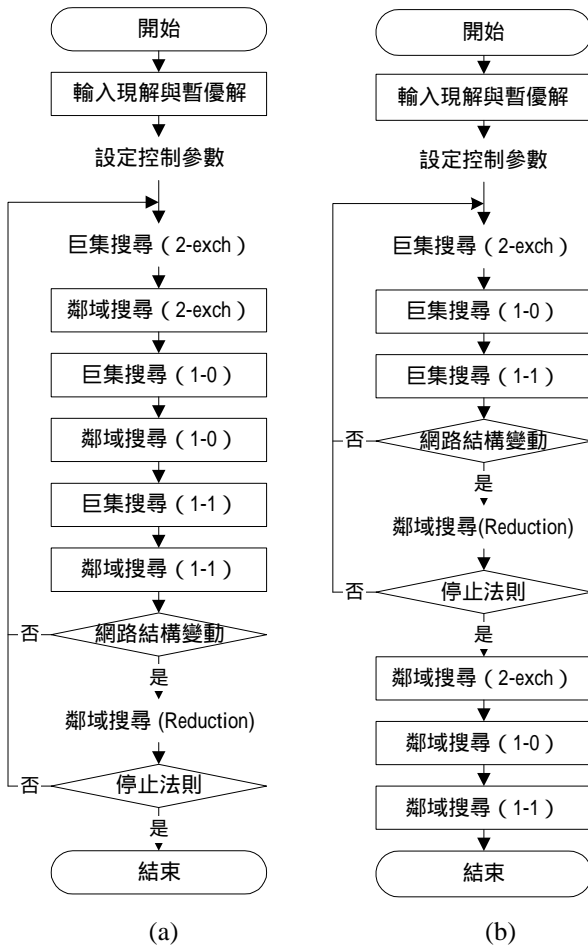 開始
輸入現解與暫優解
設定控制參數
巨集搜尋（2-exch）
鄰域搜尋（2-exch）
巨集搜尋（1-0）
鄰域搜尋（1-0）
巨集搜尋（1-1）
鄰域搜尋（1-1）
否
網路結構變動
是
鄰域搜尋 (Reduction)
否
停止法則
是
結束
(a)
開始
輸入現解與暫優解
設定控制參數
巨集搜尋（2-exch）
巨集搜尋（1-0）
巨集搜尋（1-1）
否
網路結構變動
是
鄰域搜尋(Reduction)
否
停止法則
是
鄰域搜尋（2-exch）
鄰域搜尋（1-0）
鄰域搜尋（1-1）
結束
(b)